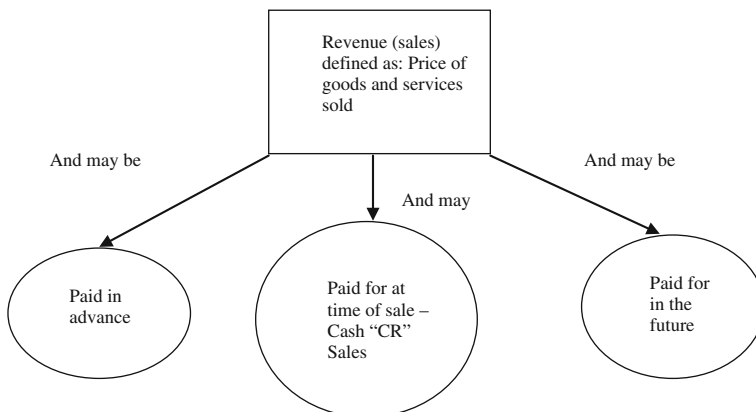 Revenue (sales)
defined as: Price of
goods and services
sold
And may be
And may
And may be
Paid in
advance
Paid for at
time of sale –
Cash “CR”
Sales
Paid for
in the
future